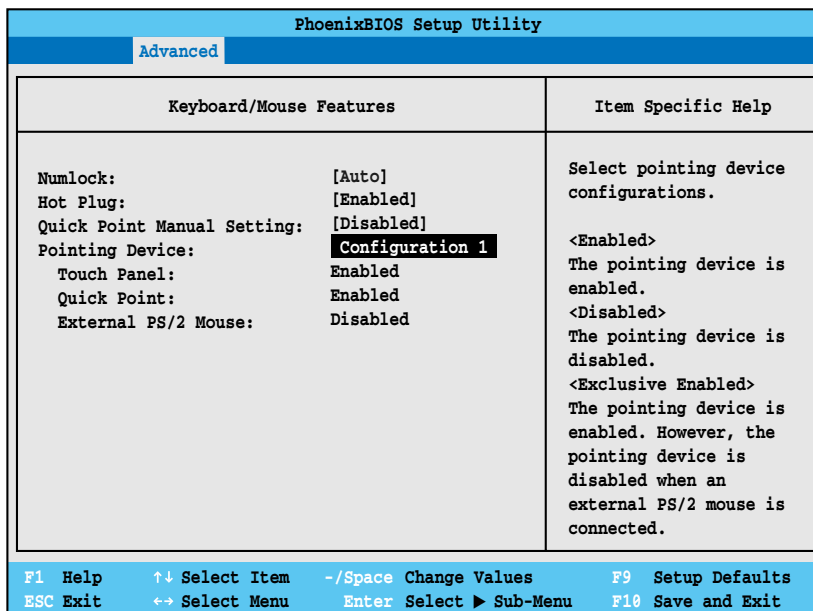 PhoenixBIOS Setup Utility
Advanced
Keyboard/Mouse Features
Item Specific Help
Numlock: [Auto]
Hot Plug: [Enabled]
Quick Point Manual Setting: [Disabled]
Pointing Device: Configuration 1
Touch Panel: Enabled
Quick Point: Enabled
External PS/2 Mouse: Disabled
Select pointing device
configurations.
<Enabled>
The pointing device is
enabled.
<Disabled>
The pointing device is
disabled.
<Exclusive Enabled>
The pointing device is
enabled. However, the
pointing device is
disabled when an
external PS/2 mouse is
connected.
F1 Help ↑↓ Select Item -/Space Change Values F9 Setup Defaults
ESC Exit ←→ Select Menu Enter Select ▶ Sub-Menu F10 Save and Exit